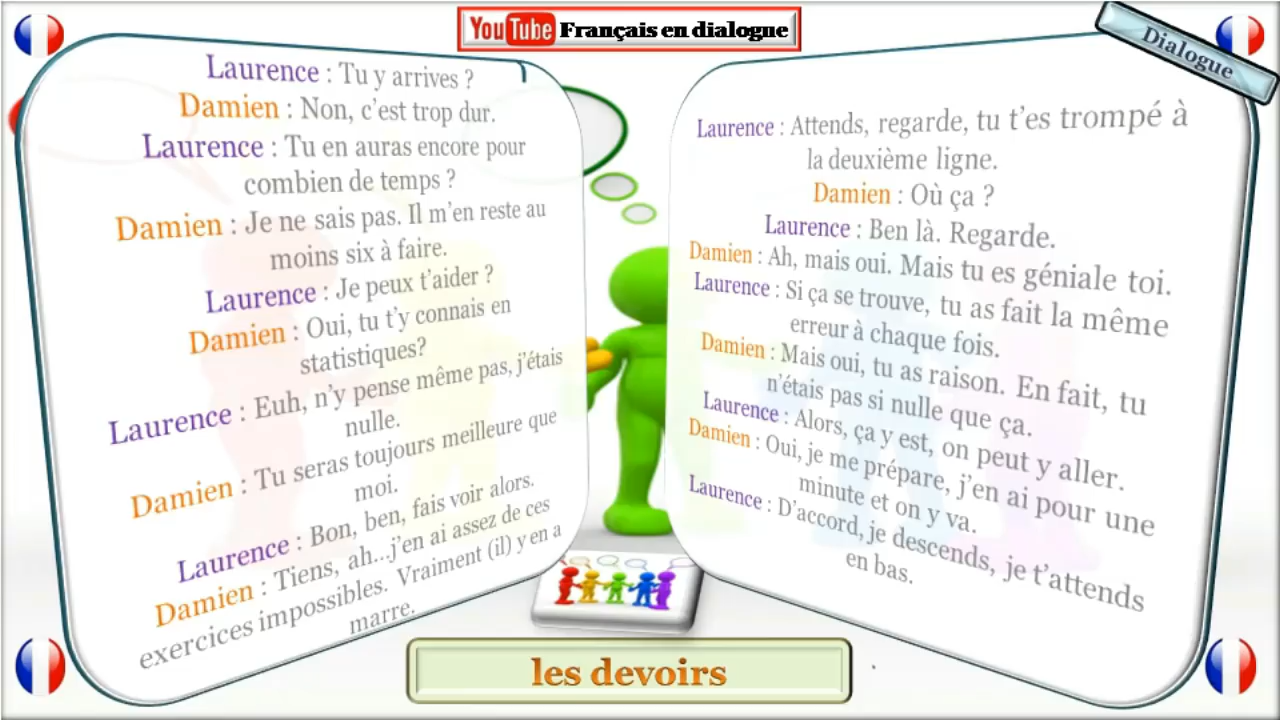 YouTube Français en dialogue
Dialogue
Laurence : Tu y arrives ?
Damien : Non, c'est trop dur.
Laurence : Tu en auras encore pour
combien de temps ?
Damien : Je ne sais pas. Il m'en reste au
moins six à faire.
Laurence : Je peux t'aider ?
Damien : Oui, tu t'y connais en
statistiques?
Laurence : Euh, n'y pense même pas, j'étais
nulle.
Damien : Tu seras toujours meilleure que
moi.
Laurence : Bon, ben, fais voir alors.
Damien : Tiens, ah...j'en ai assez de ces
exercices impossibles. Vraiment (il) y en a
marre.
Laurence : Attends, regarde, tu t'es trompé à
la deuxième ligne.
Damien : Où ça ?
Laurence : Ben là. Regarde.
Damien : Ah, mais oui. Mais tu es géniale toi.
Laurence : Si ça se trouve, tu as fait la même
erreur à chaque fois.
Damien : Mais oui, tu as raison. En fait, tu
n'étais pas si nulle que ça.
Laurence : Alors, ça y est, on peut y aller.
Damien : Oui, je me prépare, j'en ai pour une
minute et on y va.
Laurence : D'accord, je descends, je t'attends
en bas.
les devoirs